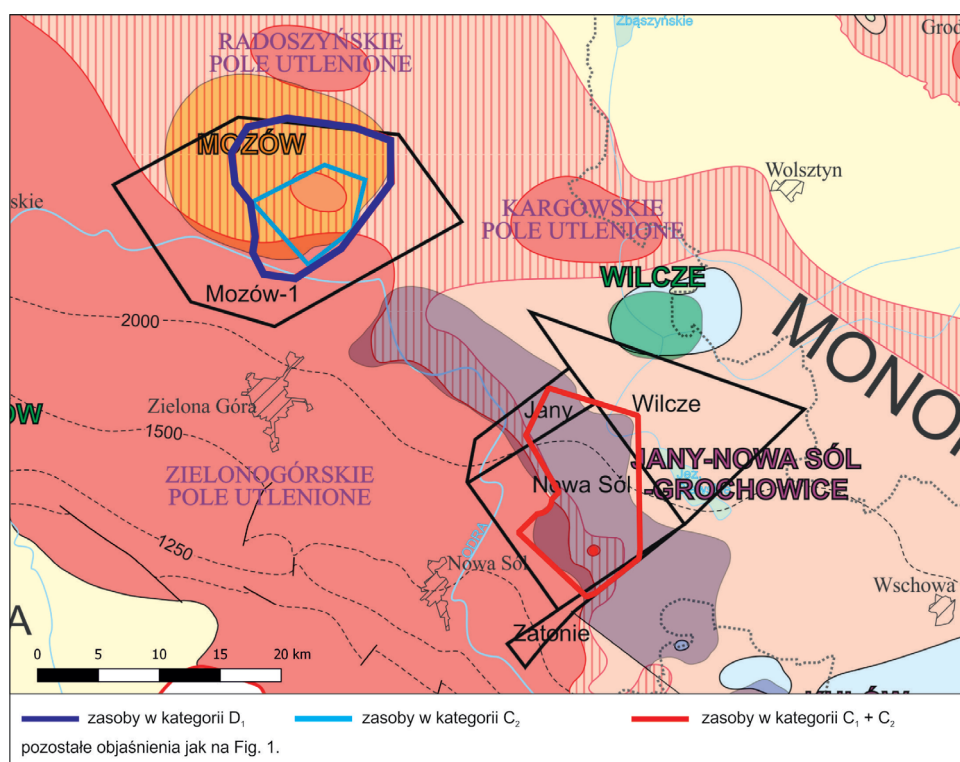 Zbąszyńskie
RADOSZYŃSKIE
POLE UTLENIONE
MOZÓW
Wolsztyn
skie
KARGOWSKIE
POLE UTLENIONE
WILCZE
Mozów-1
2000
MONO
Zielona Góra
Jany
Wilcze
1500
JANY-NOWA SÓL
-GROCHOWICE
Jez.
ZIELONOGÓRSKIE
POLE UTLENIONE
Nowa Sól
1250
Nowa Sól
Wschowa
A
Zatonie
0 5 10 15 20 km
zasoby w kategorii D₁
zasoby w kategorii C₂
zasoby w kategorii C₁ + C₂
pozostałe objaśnienia jak na Fig. 1.